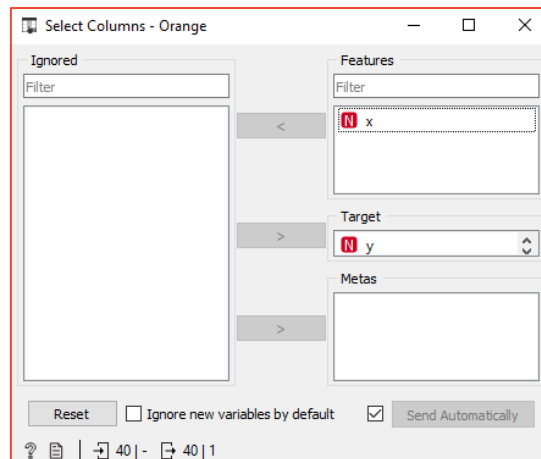 Select Columns - Orange
Ignored
Filter
Features
Filter
N x
<
Target
N y
>
Metas
>
Reset
Ignore new variables by default
Send Automatically
? 40 | - 40 | 1